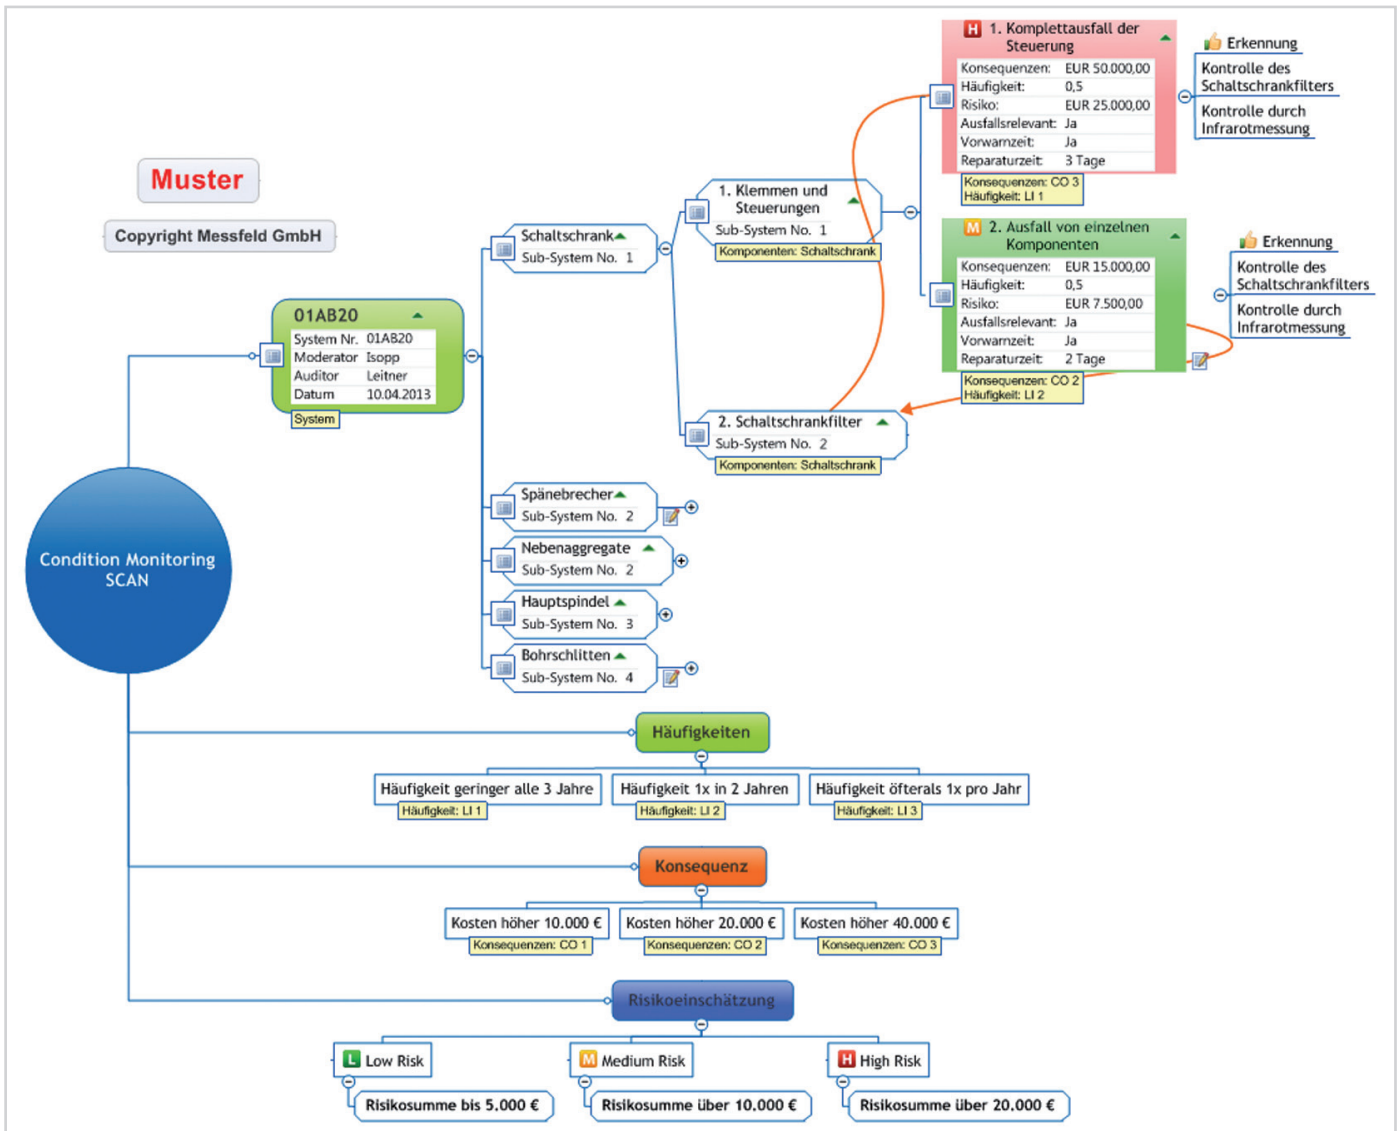 Muster
Copyright Messfeld GmbH
Condition Monitoring
SCAN
01AB20
System Nr. 01AB20
Moderator Isopp
Auditor Leitner
Datum 10.04.2013
System
Schaltschrank
Sub-System No. 1
1. Klemmen und
Steuerungen
Sub-System No. 1
Komponenten: Schaltschrank
H 1. Komplettausfall der
Steuerung
Konsequenzen: EUR 50.000,00
Häufigkeit: 0,5
Risiko: EUR 25.000,00
Ausfallsrelevant: Ja
Vorwarnzeit: Ja
Reparaturzeit: 3 Tage
Konsequenzen: CO 3
Häufigkeit: LI 1
Erkennung
Kontrolle des
Schaltschrankfilters
Kontrolle durch
Infrarotmessung
M 2. Ausfall von einzelnen
Komponenten
Konsequenzen: EUR 15.000,00
Häufigkeit: 0,5
Risiko: EUR 7.500,00
Ausfallsrelevant: Ja
Vorwarnzeit: Ja
Reparaturzeit: 2 Tage
Konsequenzen: CO 2
Häufigkeit: LI 2
Erkennung
Kontrolle des
Schaltschrankfilters
Kontrolle durch
Infrarotmessung
2. Schaltschrankfilter
Sub-System No. 2
Komponenten: Schaltschrank
Spänebrecher
Sub-System No. 2
Nebenaggregate
Sub-System No. 2
Hauptspindel
Sub-System No. 3
Bohrschlitten
Sub-System No. 4
Häufigkeiten
Häufigkeit geringer alle 3 Jahre
Häufigkeit: LI 1
Häufigkeit 1x in 2 Jahren
Häufigkeit: LI 2
Häufigkeit öfterals 1x pro Jahr
Häufigkeit: LI 3
Konsequenz
Kosten höher 10.000 €
Konsequenzen: CO 1
Kosten höher 20.000 €
Konsequenzen: CO 2
Kosten höher 40.000 €
Konsequenzen: CO 3
Risikoeinschätzung
L Low Risk
Risikosumme bis 5.000 €
M Medium Risk
Risikosumme über 10.000 €
H High Risk
Risikosumme über 20.000 €